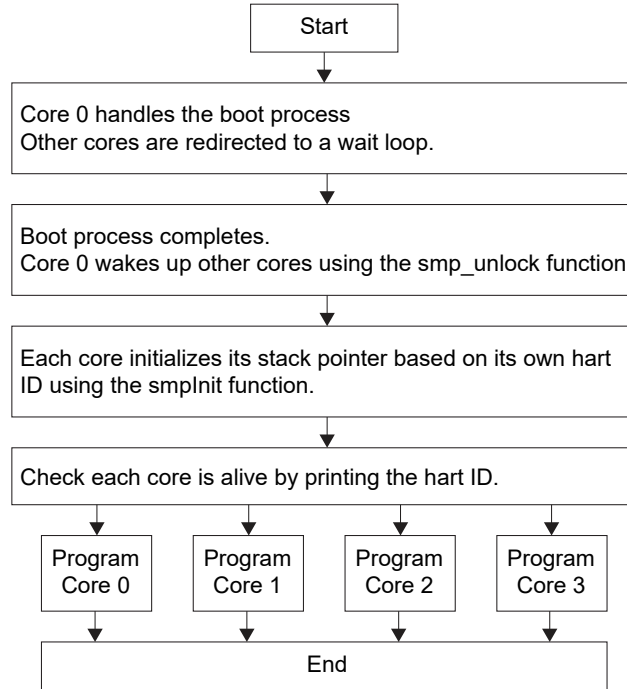 Start
Core 0 handles the boot process
Other cores are redirected to a wait loop.
Boot process completes.
Core 0 wakes up other cores using the smp_unlock function
Each core initializes its stack pointer based on its own hart
ID using the smpInit function.
Check each core is alive by printing the hart ID.
Program
Core 0
Program
Core 1
Program
Core 2
Program
Core 3
End